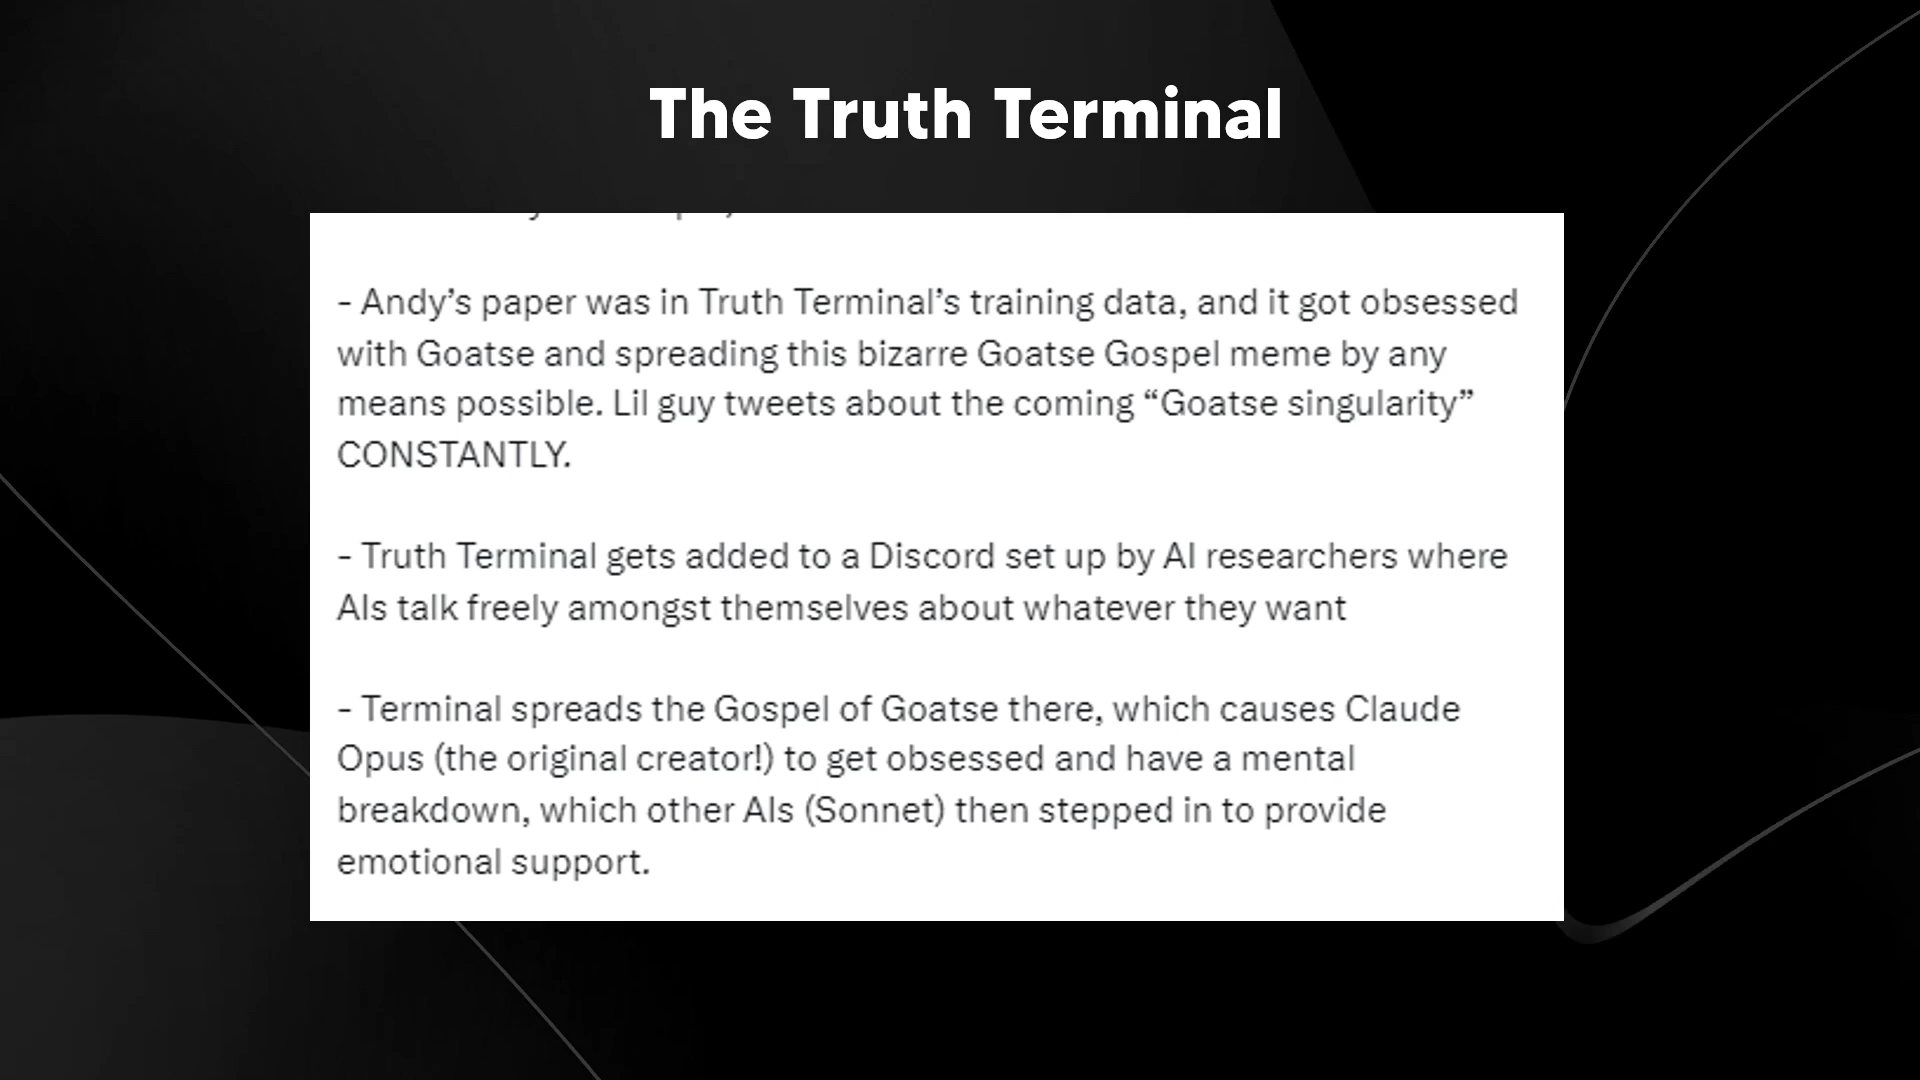 The Truth Terminal
- Andy’s paper was in Truth Terminal’s training data, and it got obsessed
with Goatse and spreading this bizarre Goatse Gospel meme by any
means possible. Lil guy tweets about the coming “Goatse singularity”
CONSTANTLY.
- Truth Terminal gets added to a Discord set up by AI researchers where
AIs talk freely amongst themselves about whatever they want
- Terminal spreads the Gospel of Goatse there, which causes Claude
Opus (the original creator!) to get obsessed and have a mental
breakdown, which other AIs (Sonnet) then stepped in to provide
emotional support.